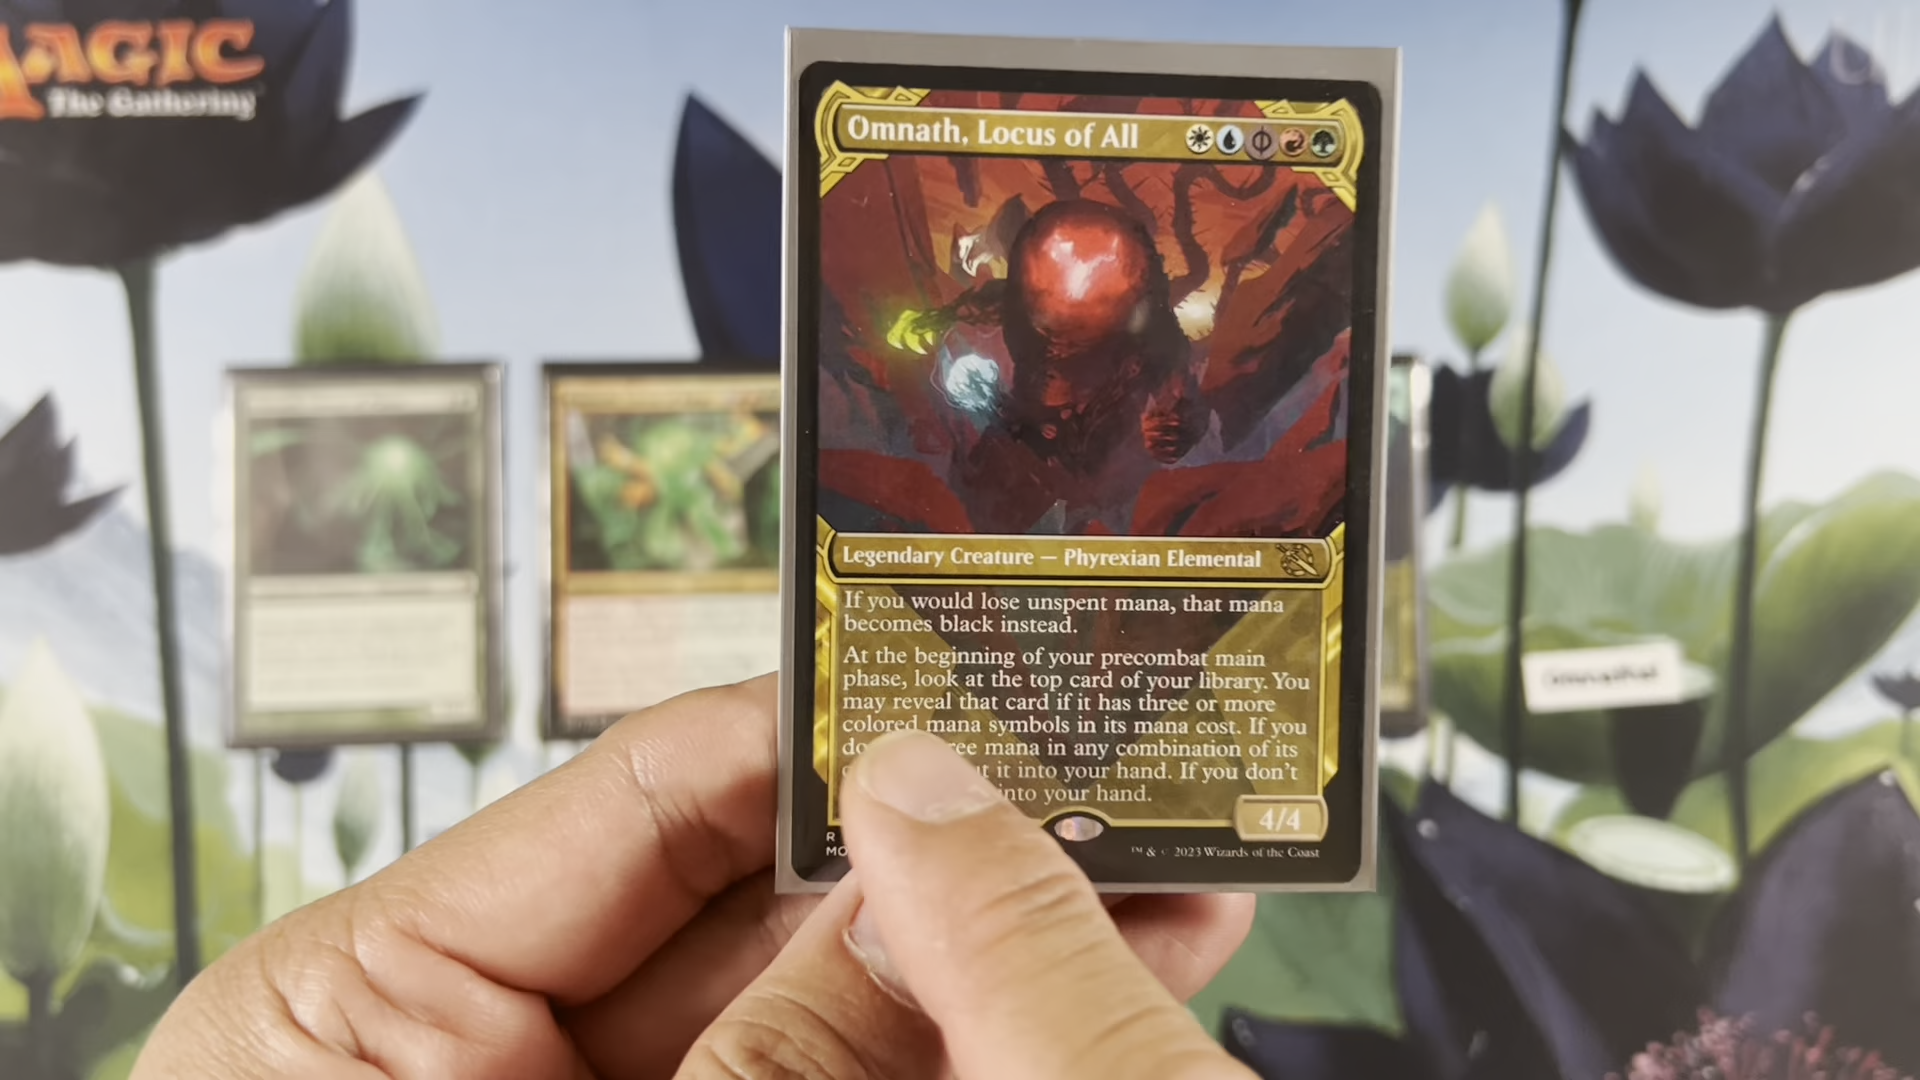 MAGIC
The Gathering
Omnath, Locus of All
Legendary Creature — Phyrexian Elemental
If you would lose unspent mana, that mana
becomes black instead.
At the beginning of your precombat main
phase, look at the top card of your library. You
may reveal that card if it has three or more
colored mana symbols in its mana cost. If you
mana in any combination of its
it into your hand. If you don't
into your hand.
4/4
R
™ & © 2023 Wizards of the Coast